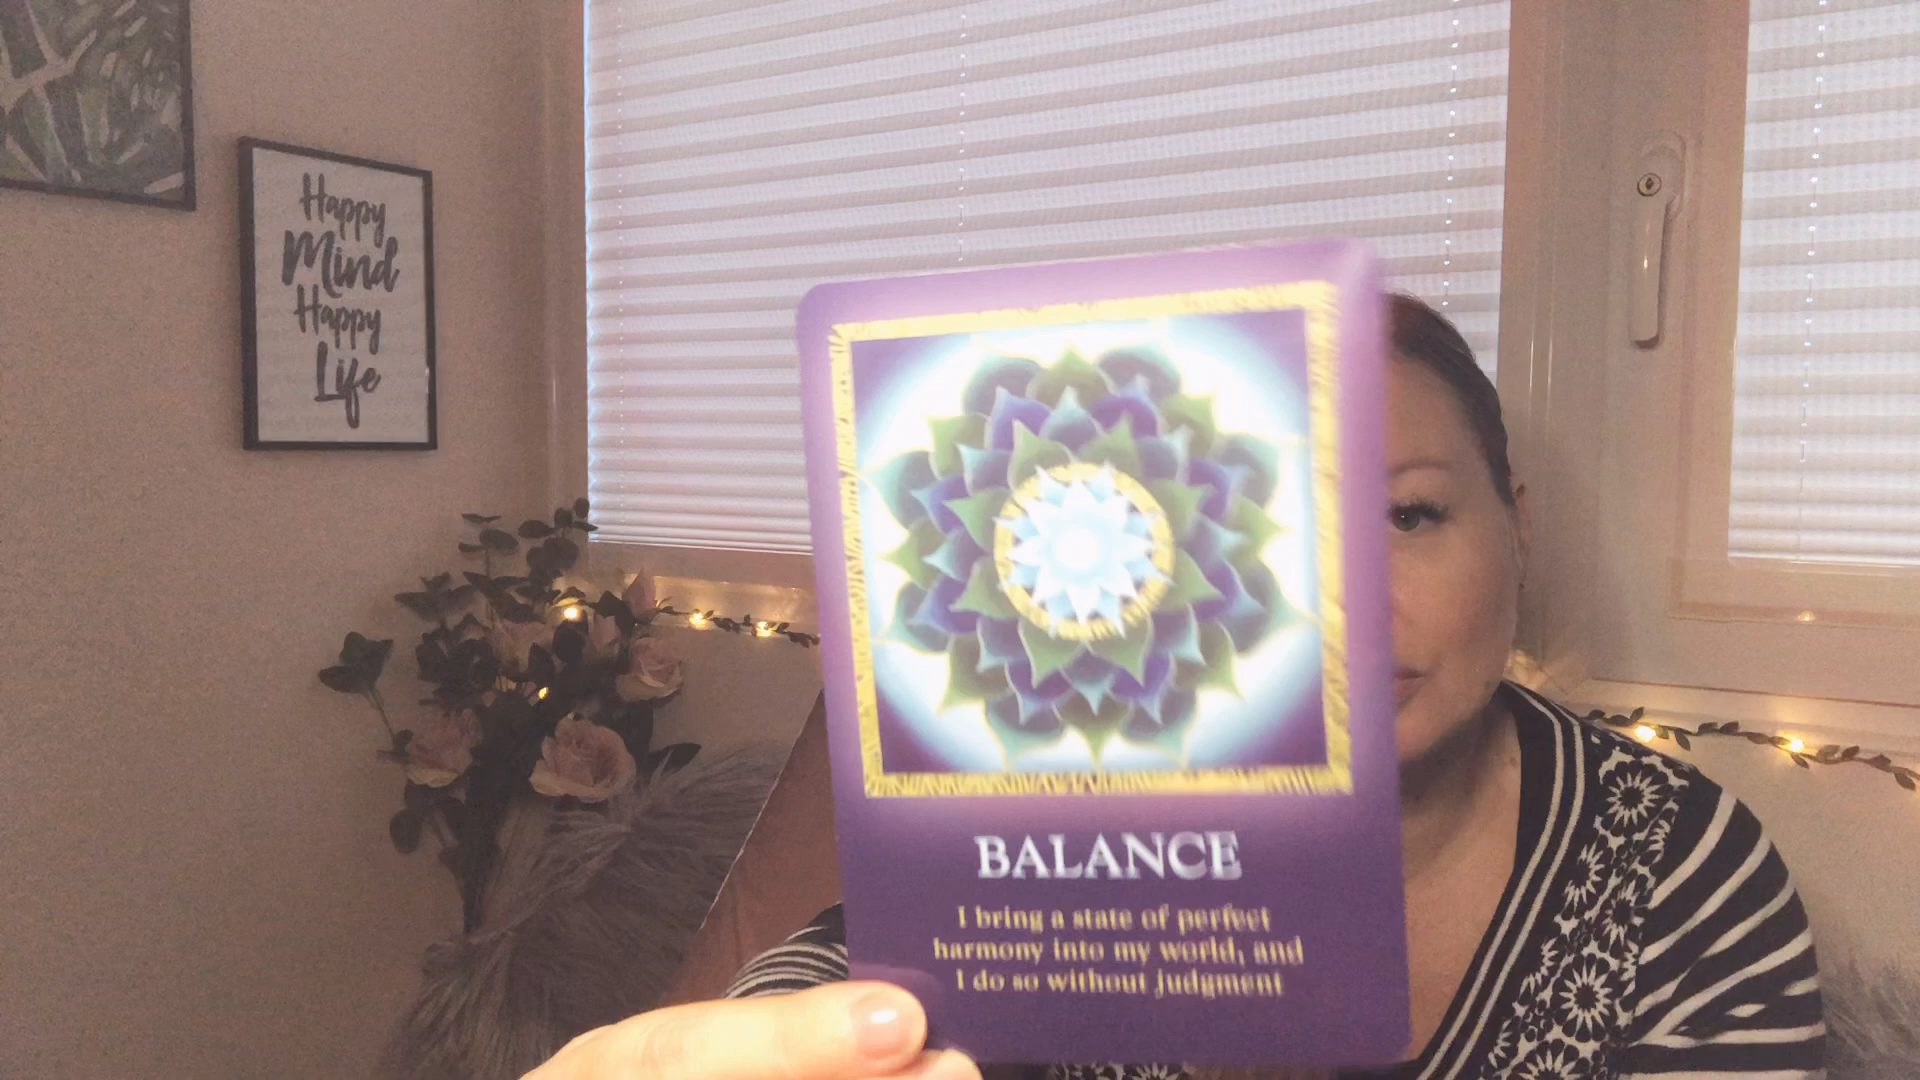 Happy
Mind
Happy
Life
BALANCE
I bring a state of perfect
harmony into my world, and
I do so without judgment